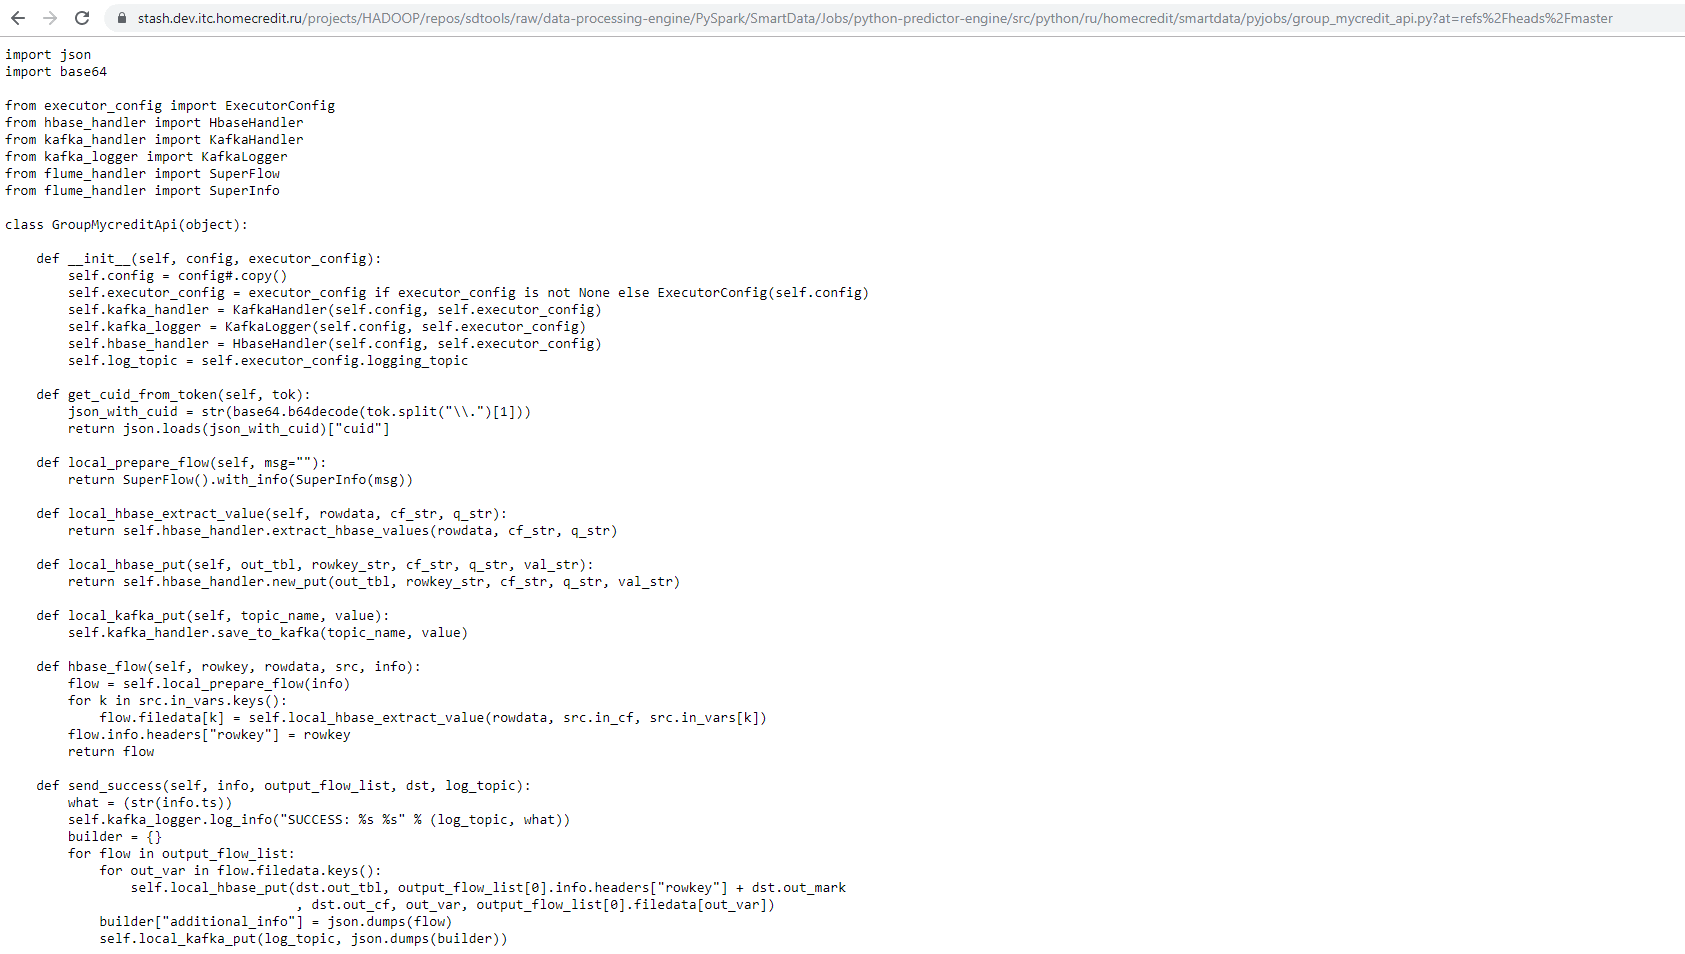 stash.dev.itc.homecredit.ru/projects/HADOOP/repos/sdtools/raw/data-processing-engine/PySpark/SmartData/Jobs/python-predictor-engine/src/python/ru/homecredit/smartdata/pyjobs/group_mycredit_api.py?at=refs%2Fheads%2Fmaster
import json
import base64
from executor_config import ExecutorConfig
from hbase_handler import HbaseHandler
from kafka_handler import KafkaHandler
from kafka_logger import KafkaLogger
from flume_handler import SuperFlow
from flume_handler import SuperInfo
class GroupMycreditApi(object):
    def __init__(self, config, executor_config):
        self.config = config#.copy()
        self.executor_config = executor_config if executor_config is not None else ExecutorConfig(self.config)
        self.kafka_handler = KafkaHandler(self.config, self.executor_config)
        self.kafka_logger = KafkaLogger(self.config, self.executor_config)
        self.hbase_handler = HbaseHandler(self.config, self.executor_config)
        self.log_topic = self.executor_config.logging_topic
    def get_cuid_from_token(self, tok):
        json_with_cuid = str(base64.b64decode(tok.split("\\.")[1]))
        return json.loads(json_with_cuid)["cuid"]
    def local_prepare_flow(self, msg=""):
        return SuperFlow().with_info(SuperInfo(msg))
    def local_hbase_extract_value(self, rowdata, cf_str, q_str):
        return self.hbase_handler.extract_hbase_values(rowdata, cf_str, q_str)
    def local_hbase_put(self, out_tbl, rowkey_str, cf_str, q_str, val_str):
        return self.hbase_handler.new_put(out_tbl, rowkey_str, cf_str, q_str, val_str)
    def local_kafka_put(self, topic_name, value):
        self.kafka_handler.save_to_kafka(topic_name, value)
    def hbase_flow(self, rowkey, rowdata, src, info):
        flow = self.local_prepare_flow(info)
        for k in src.in_vars.keys():
            flow.filedata[k] = self.local_hbase_extract_value(rowdata, src.in_cf, src.in_vars[k])
        flow.info.headers["rowkey"] = rowkey
        return flow
    def send_success(self, info, output_flow_list, dst, log_topic):
        what = (str(info.ts))
        self.kafka_logger.log_info("SUCCESS: %s %s" % (log_topic, what))
        builder = {}
        for flow in output_flow_list:
            for out_var in flow.filedata.keys():
                self.local_hbase_put(dst.out_tbl, output_flow_list[0].info.headers["rowkey"] + dst.out_mark
                                     , dst.out_cf, out_var, output_flow_list[0].filedata[out_var])
            builder["additional_info"] = json.dumps(flow)
            self.local_kafka_put(log_topic, json.dumps(builder))